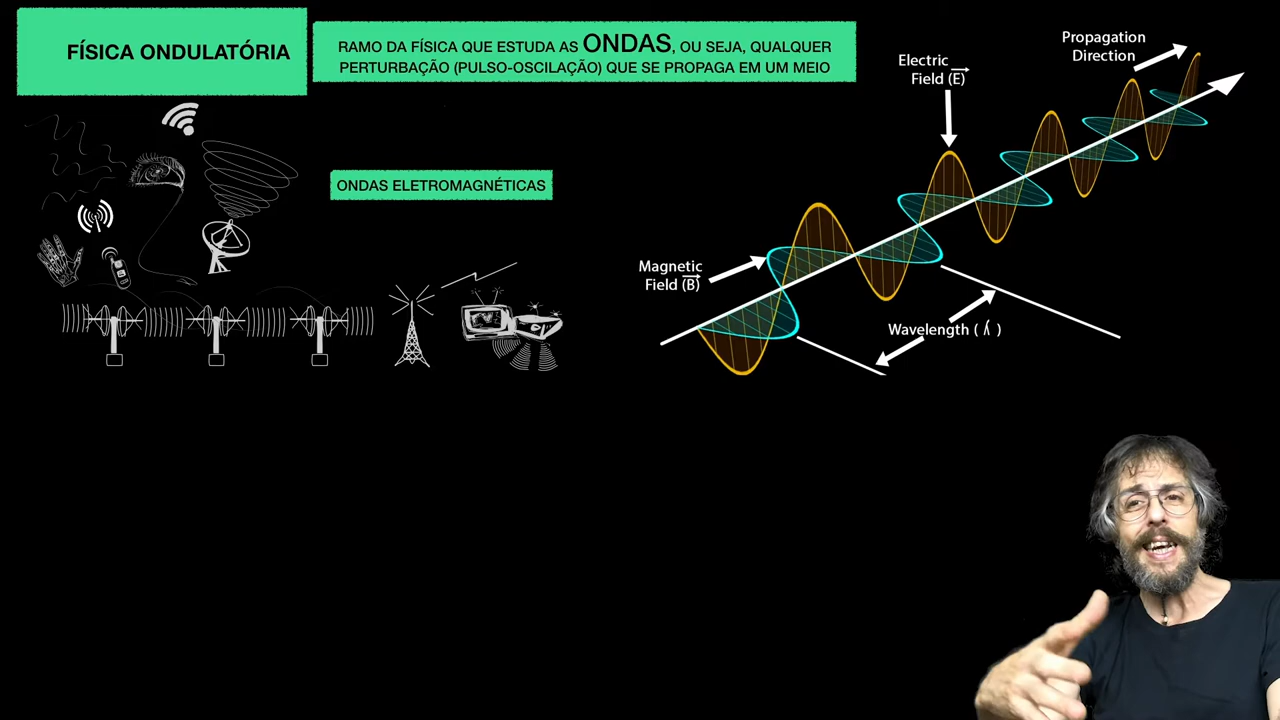 FÍSICA ONDULATÓRIA
RAMO DA FÍSICA QUE ESTUDA AS ONDAS, OU SEJA, QUALQUER
PERTURBAÇÃO (PULSO-OSCILAÇÃO) QUE SE PROPAGA EM UM MEIO
Propagation
Direction
Electric
Field (E)
ONDAS ELETROMAGNÉTICAS
Magnetic
Field (B)
Wavelength ( λ )